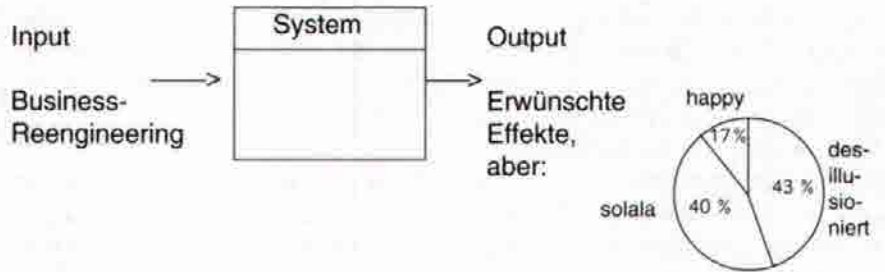 Input
Business-
Reengineering
System
Output
Erwünschte
Effekte,
aber:
happy
17%
43 %
40 %
solala
des-
illu-
sio-
niert